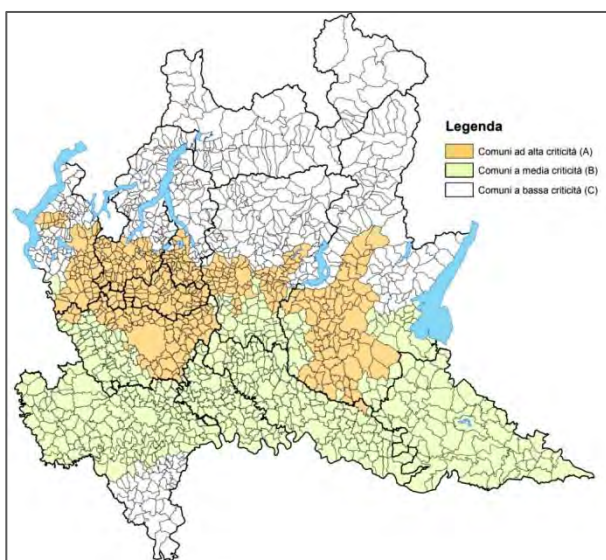 Legenda
Comuni ad alta criticità (A)
Comuni a media criticità (B)
Comuni a bassa criticità (C)